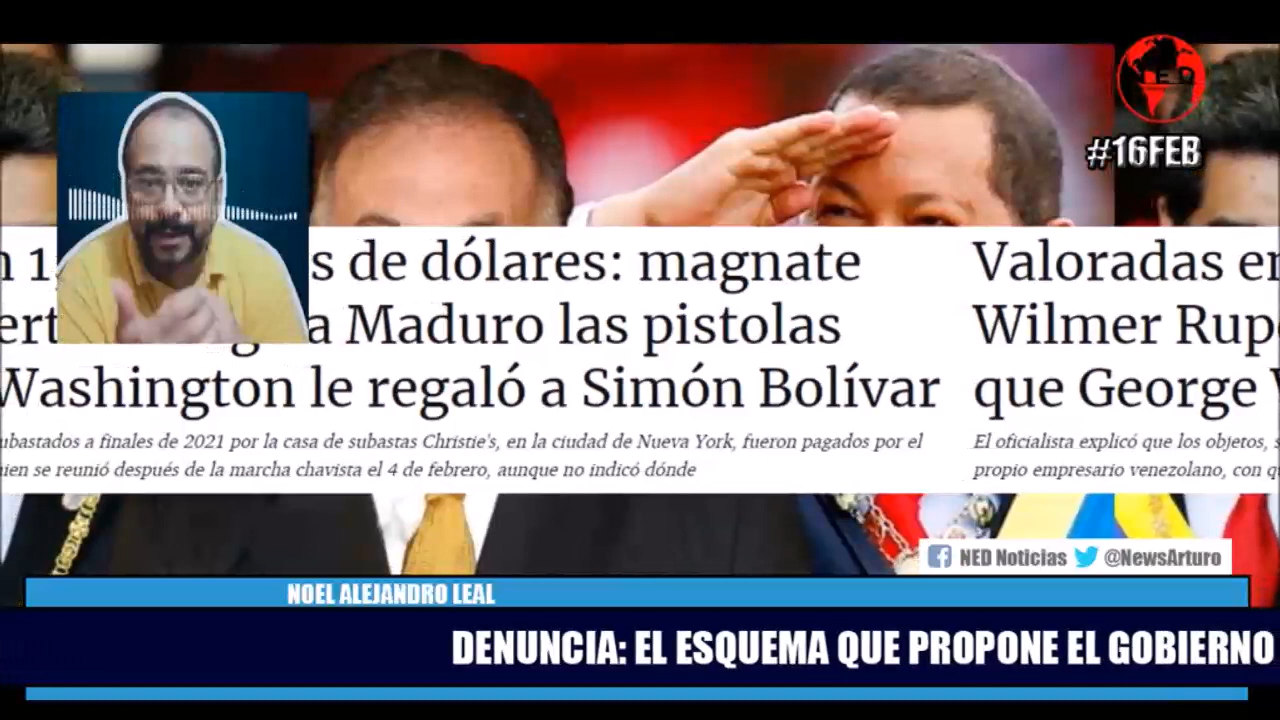 NED
#16FEB
s de dólares: magnate
a Maduro las pistolas
Washington le regaló a Simón Bolívar
ubastados a finales de 2021 por la casa de subastas Christie's, en la ciudad de Nueva York, fueron pagados por el
ien se reunió después de la marcha chavista el 4 de febrero, aunque no indicó dónde
Valoradas en
Wilmer Rup
que George
El oficialista explicó que los objetos, s
propio empresario venezolano, con q
NED Noticias @NewsArturo
NOEL ALEJANDRO LEAL
DENUNCIA: EL ESQUEMA QUE PROPONE EL GOBIERNO